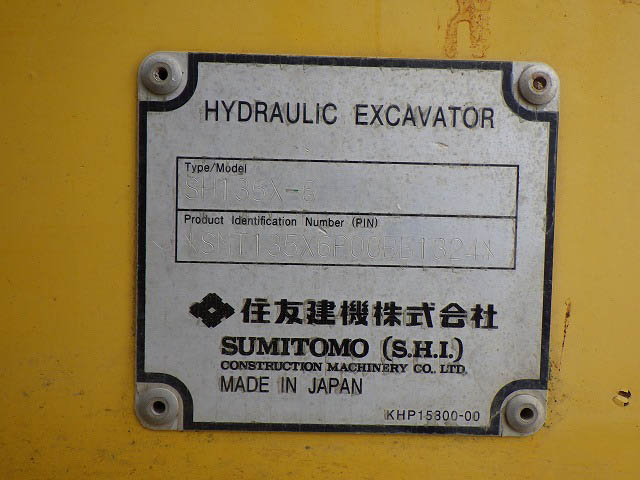 HYDRAULIC EXCAVATOR
Type/Model
SH135X-6
Product Identification Number (PIN)
住友建機株式会社
SUMITOMO (S.H.I.)
CONSTRUCTION MACHINERY CO., LTD.
MADE IN JAPAN
KHP15300-00